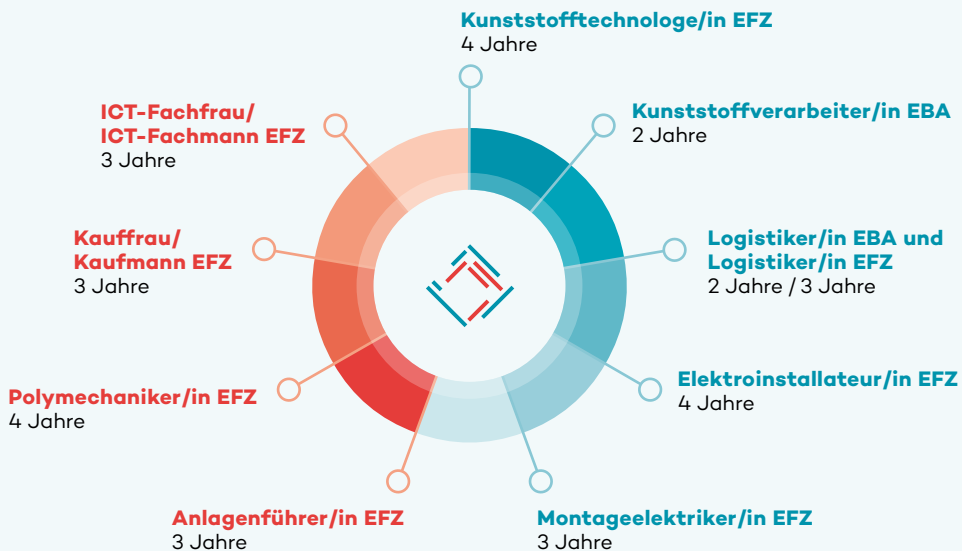 Kunststofftechnologe/in EFZ
4 Jahre
Kunststoffverarbeiter/in EBA
2 Jahre
Logistiker/in EBA und
Logistiker/in EFZ
2 Jahre / 3 Jahre
Elektroinstallateur/in EFZ
4 Jahre
Montageelektriker/in EFZ
3 Jahre
Anlagenführer/in EFZ
3 Jahre
Polymechaniker/in EFZ
4 Jahre
Kauffrau/
Kaufmann EFZ
3 Jahre
ICT-Fachfrau/
ICT-Fachmann EFZ
3 Jahre